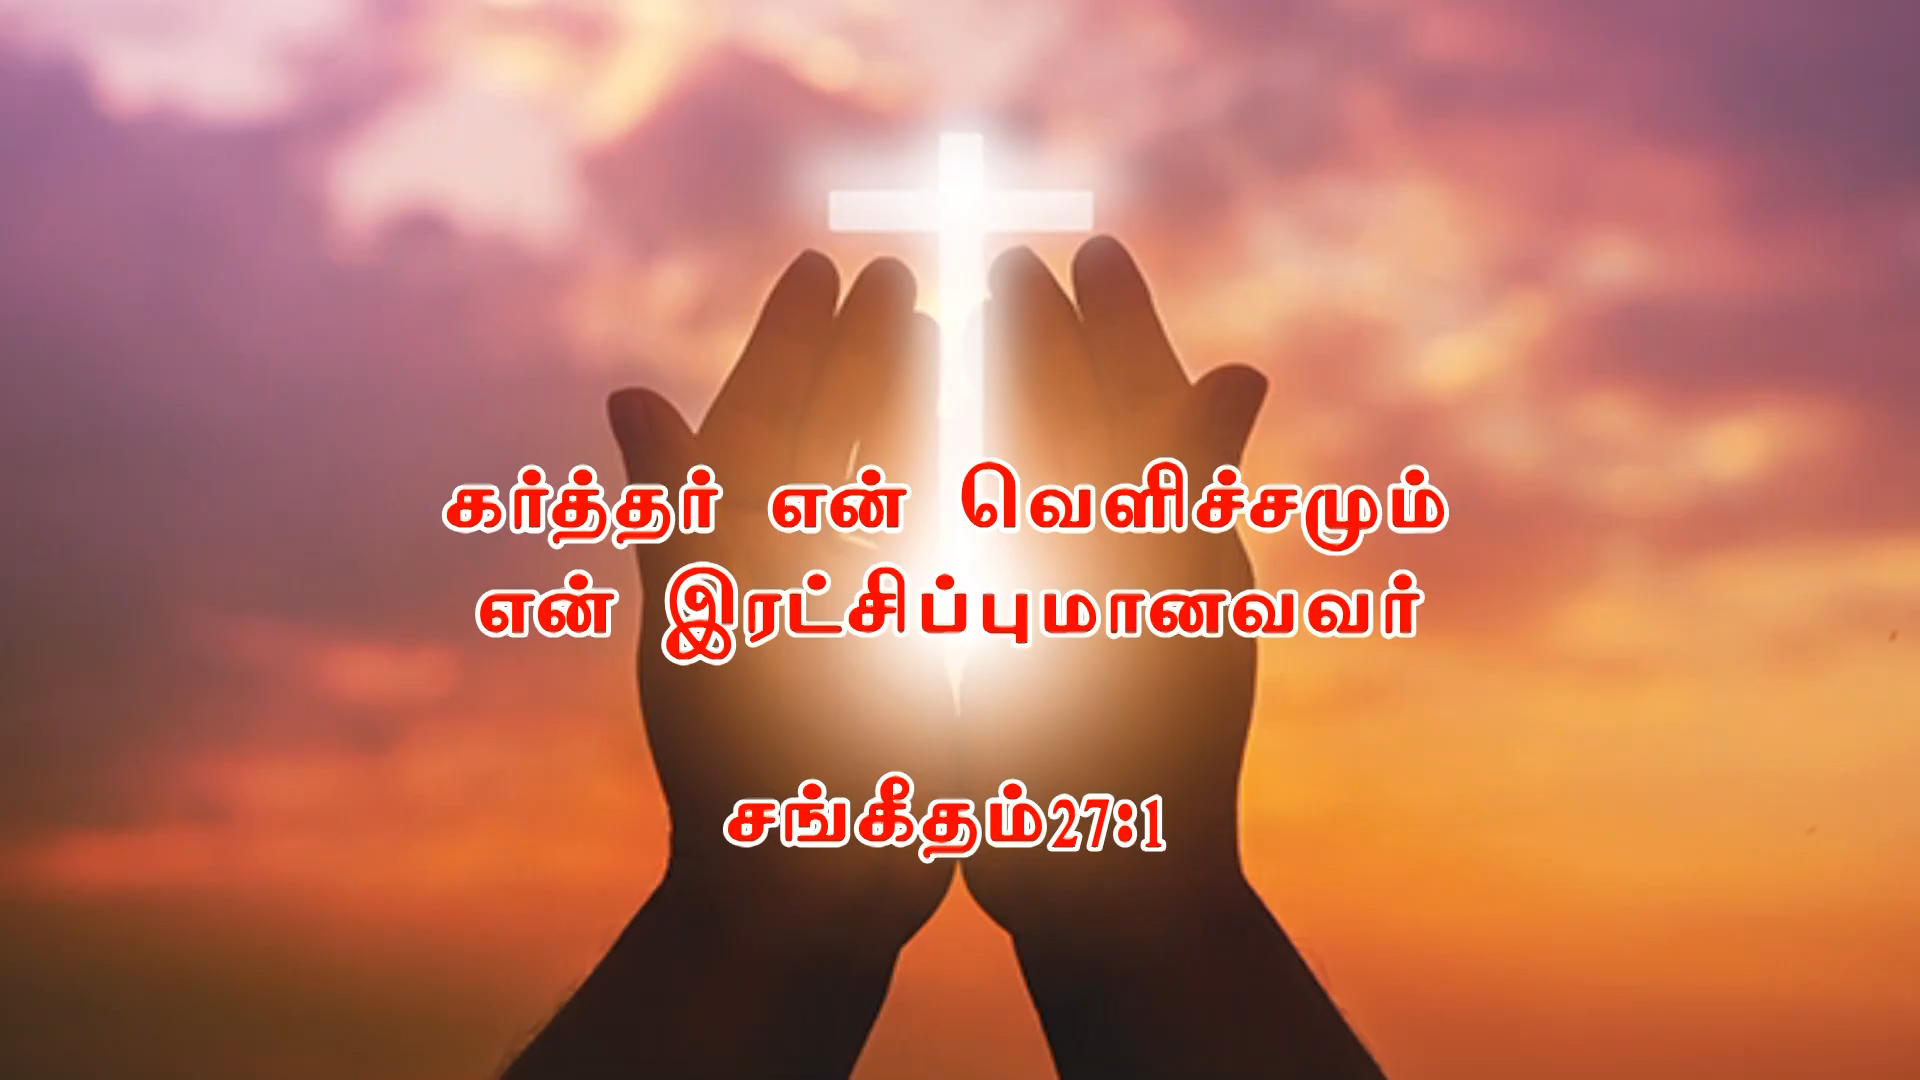 கர்த்தர் என் வெளிச்சமும்
என் இரட்சிப்புமானவவர்
சங்கீதம்27:1